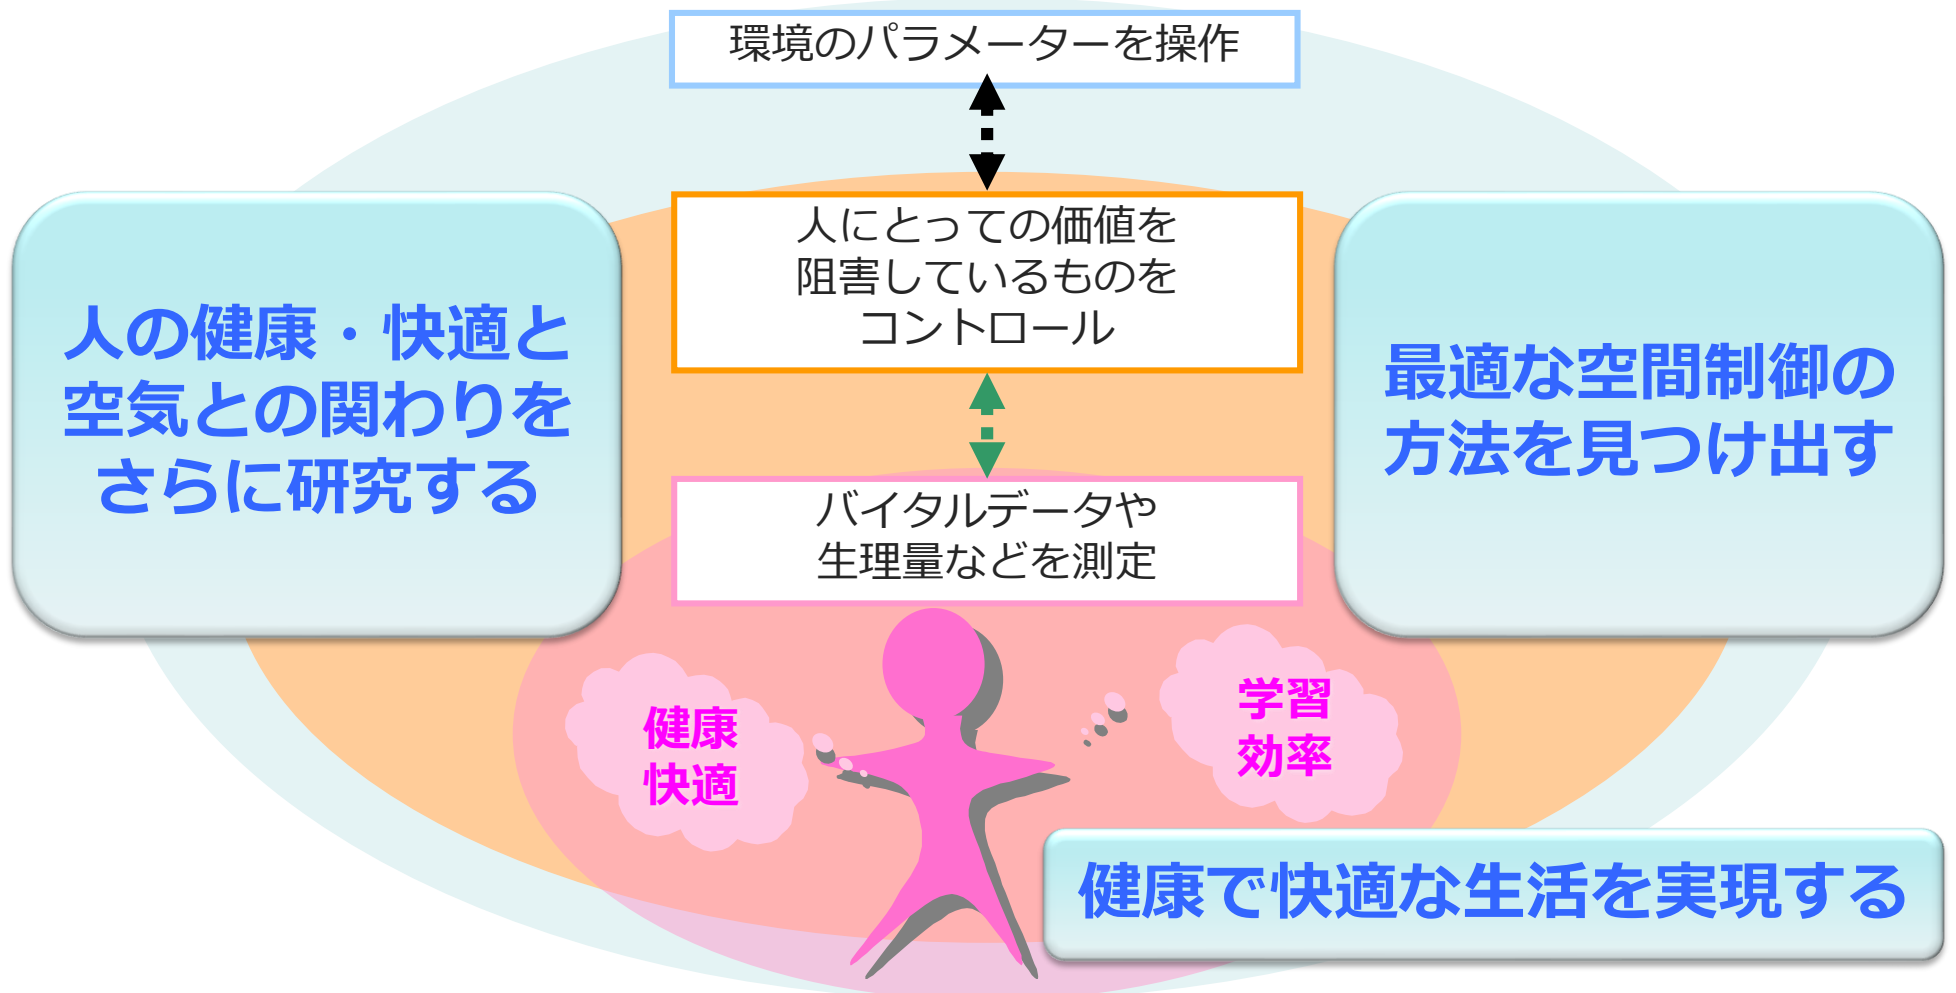 環境のパラメーターを操作
人にとっての価値を
阻害しているものを
コントロール
人の健康・快適と
空気との関わりを
さらに研究する
最適な空間制御の
方法を見つけ出す
バイタルデータや
生理量などを測定
健康
快適
学習
効率
健康で快適な生活を実現する